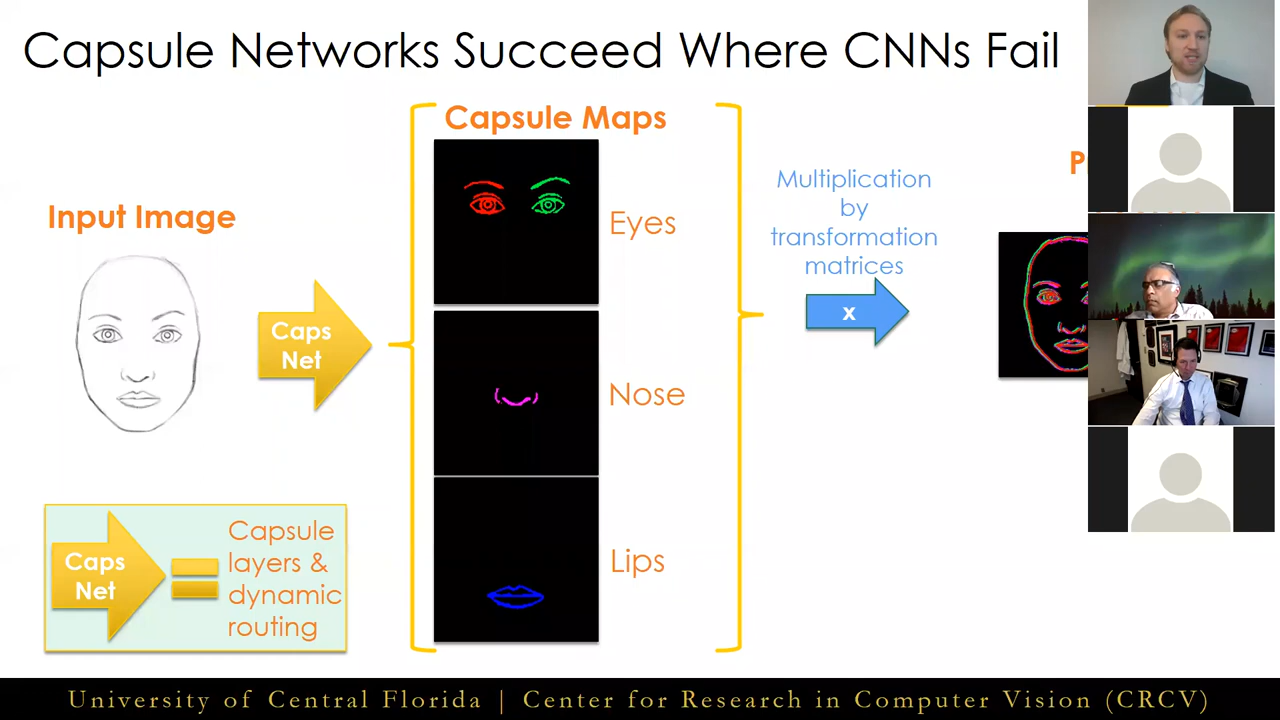 Capsule Networks Succeed Where CNNs Fail
Input Image
Caps
Net
Capsule Maps
Eyes
Nose
Lips
Multiplication
by
transformation
matrices
x
Caps
Net
Capsule
layers &
dynamic
routing
University of Central Florida | Center for Research in Computer Vision (CRCV)